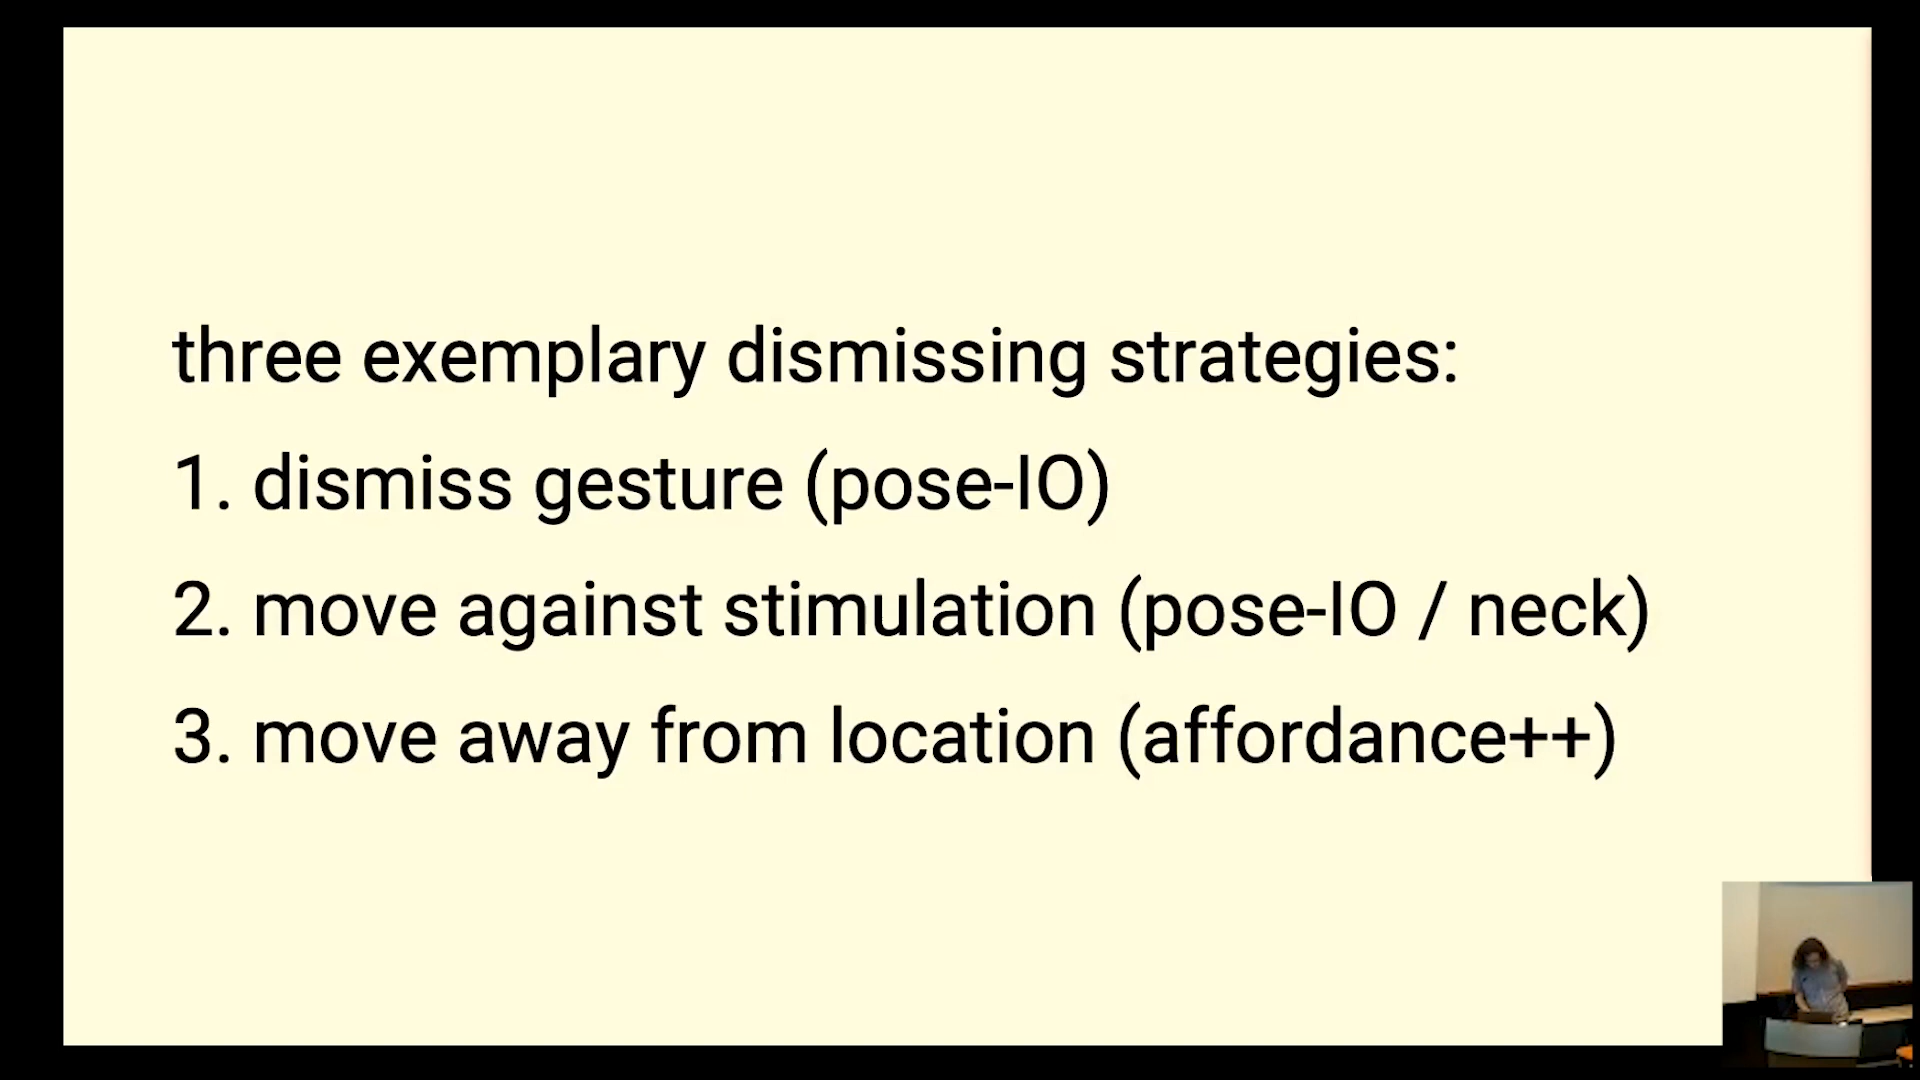 three exemplary dismissing strategies:
1. dismiss gesture (pose-IO)
2. move against stimulation (pose-IO / neck)
3. move away from location (affordance++)